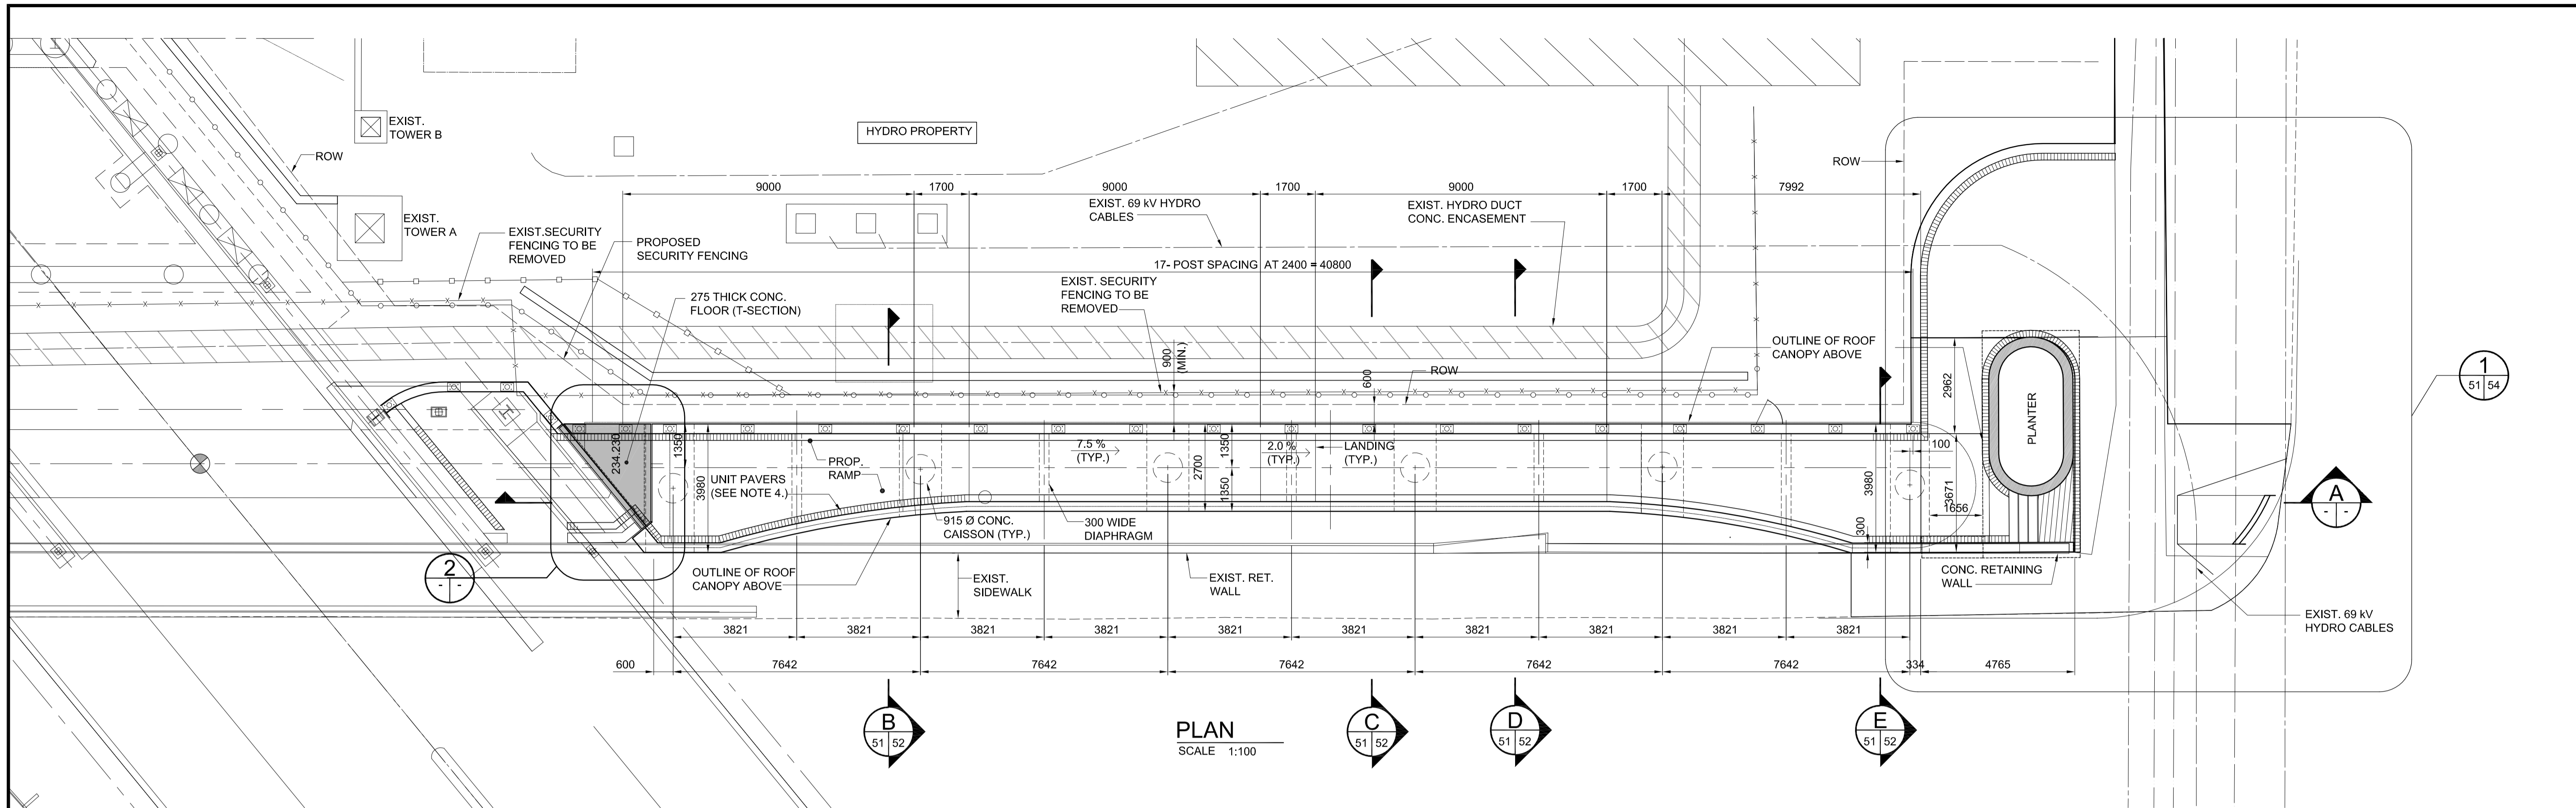 EXIST.
TOWER B
HYDRO PROPERTY
ROW
ROW
9000
1700
9000
1700
9000
1700
7992
EXIST.
TOWER A
EXIST.SECURITY
FENCING TO BE
REMOVED
PROPOSED
SECURITY FENCING
EXIST. 69 kV HYDRO
CABLES
EXIST. HYDRO DUCT
CONC. ENCASEMENT
17- POST SPACING AT 2400 = 40800
275 THICK CONC.
FLOOR (T-SECTION)
EXIST. SECURITY
FENCING TO BE
REMOVED
900
(MIN.)
600
ROW
OUTLINE OF ROOF
CANOPY ABOVE
2962
PLANTER
1
51 54
234.230
1350
3980
UNIT PAVERS
(SEE NOTE 4.)
PROP.
RAMP
7.5 %
(TYP.)
2700
1350
1350
2.0 %
(TYP.)
LANDING
(TYP.)
100
3980
300
3671
1656
A
- -
915 Ø CONC.
CAISSON (TYP.)
300 WIDE
DIAPHRAGM
2
- -
OUTLINE OF ROOF
CANOPY ABOVE
EXIST.
SIDEWALK
EXIST. RET.
WALL
CONC. RETAINING
WALL
EXIST. 69 kV
HYDRO CABLES
3821
3821
3821
3821
3821
3821
3821
3821
3821
3821
600
7642
7642
7642
7642
7642
334
4765
B
51 52
PLAN
SCALE 1:100
C
51 52
D
51 52
E
51 52